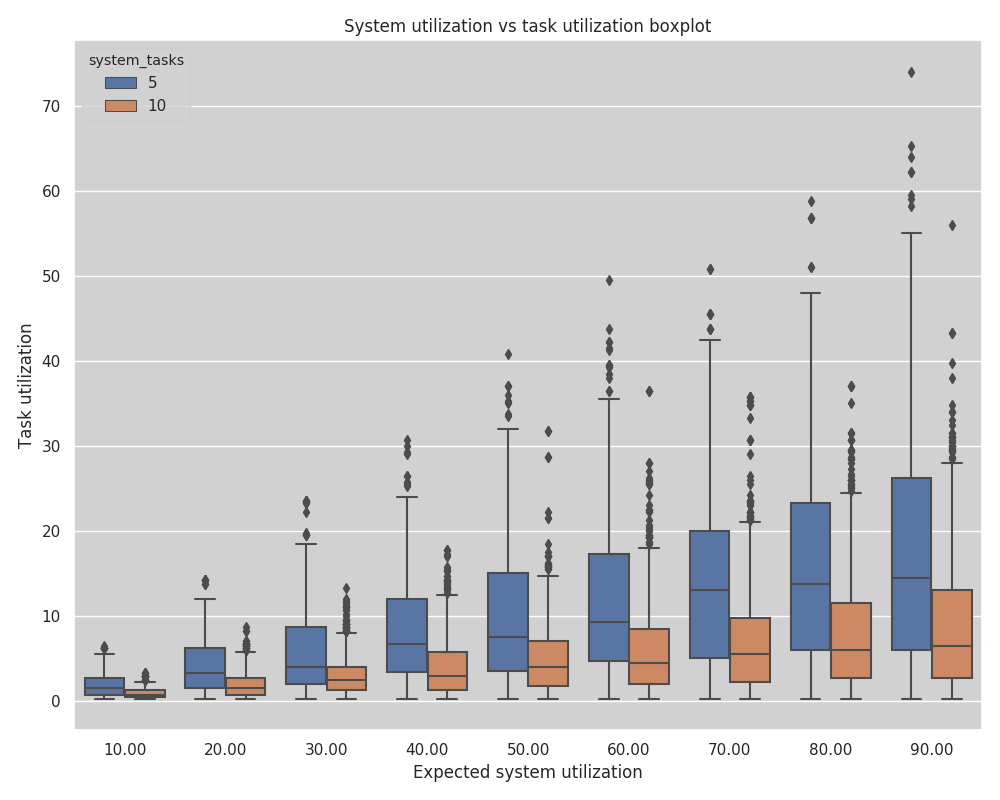 System utilization vs task utilization boxplot
system_tasks
5
10
70
60
50
40
30
20
10
0
Task utilization
10.00 20.00 30.00 40.00 50.00 60.00 70.00 80.00 90.00
Expected system utilization